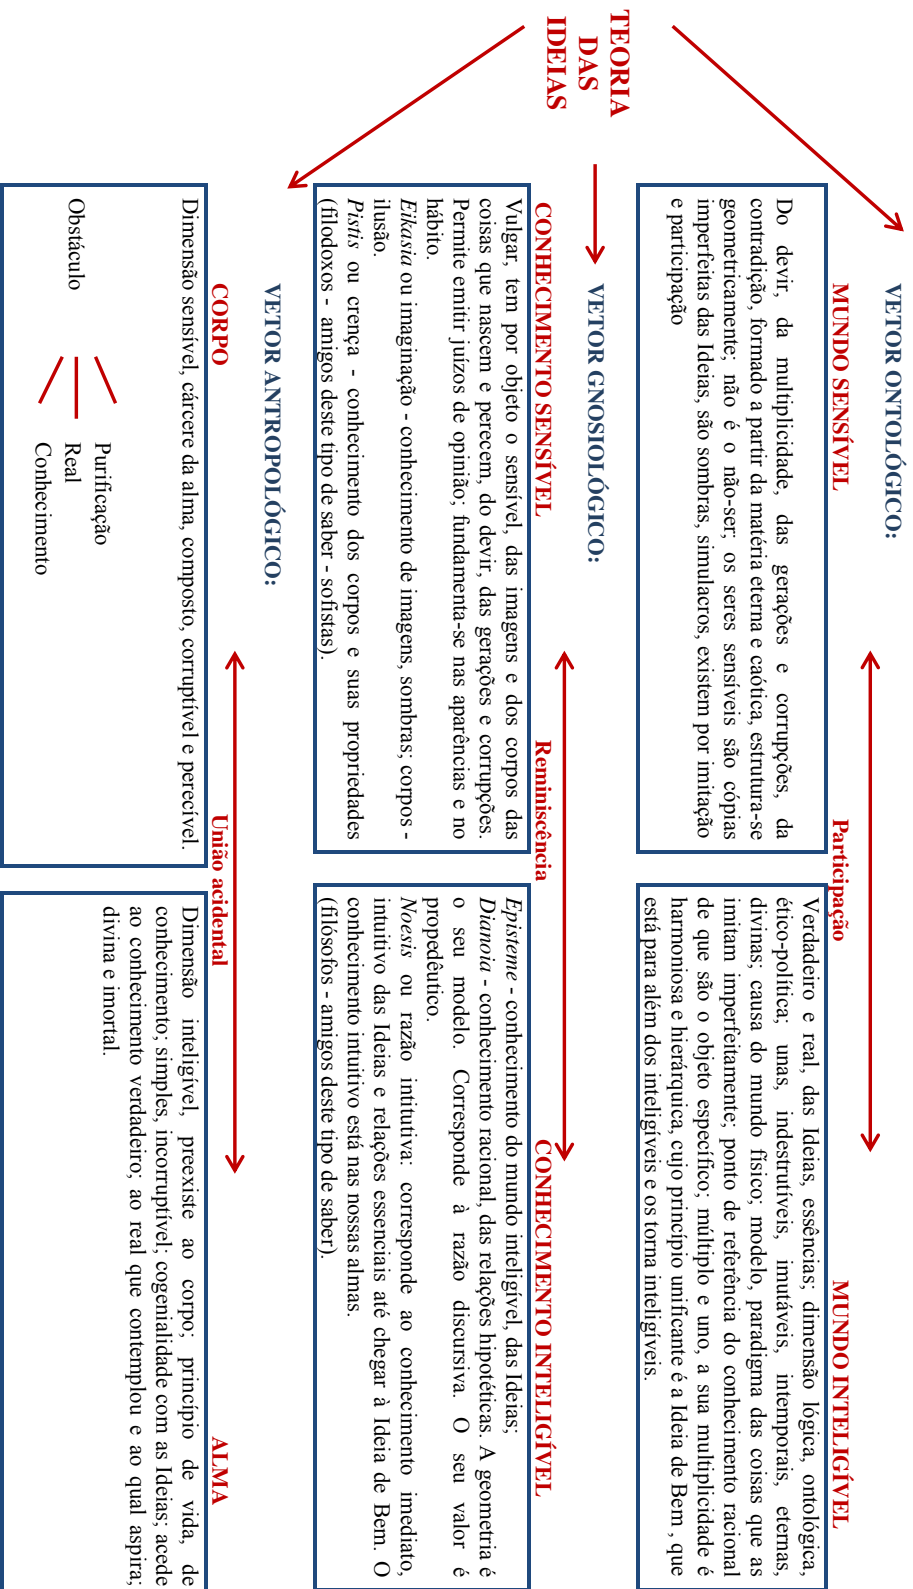 TEORIA
DAS
IDEIAS
VETOR ONTOLÓGICO:
MUNDO SENSÍVEL
Participação
MUNDO INTELIGÍVEL
Do devir, da multiplicidade, das gerações e corrupções, da
contradição, formado a partir da matéria eterna e caótica, estrutura-se
geometricamente; não é o não-ser; os seres sensíveis são cópias
imperfeitas das Ideias, são sombras, simulacros, existem por imitação
e participação
Verdadeiro e real, das Ideias, essências; dimensão lógica, ontológica,
ético-política; unas, indestrutíveis, imutáveis, intemporais, eternas,
divinas; causa do mundo físico; modelo, paradigma das coisas que as
imitam imperfeitamente; ponto de referência do conhecimento racional
de que são o objeto específico; múltiplo e uno, a sua multiplicidade é
harmoniosa e hierárquica, cujo princípio unificante é a Ideia de Bem , que
está para além dos inteligíveis e os torna inteligíveis.
VETOR GNOSIOLÓGICO:
CONHECIMENTO SENSÍVEL
Reminiscência
CONHECIMENTO INTELIGÍVEL
Vulgar, tem por objeto o sensível, das imagens e dos corpos das
coisas que nascem e perecem, do devir, das gerações e corrupções.
Permite emitir juízos de opinião; fundamenta-se nas aparências e no
hábito.
Eikasia ou imaginação - conhecimento de imagens, sombras; corpos -
ilusão.
Pistis ou crença - conhecimento dos corpos e suas propriedades
(filodoxos - amigos deste tipo de saber - sofistas).
Episteme - conhecimento do mundo inteligível, das Ideias;
Dianoia - conhecimento racional, das relações hipotéticas. A geometria é
o seu modelo. Corresponde à razão discursiva. O seu valor é
propedêutico.
Noesis ou razão intitutiva: corresponde ao conhecimento imediato,
intuitivo das Ideias e relações essenciais até chegar à Ideia de Bem. O
conhecimento intuitivo está nas nossas almas.
(filósofos - amigos deste tipo de saber).
VETOR ANTROPOLÓGICO:
CORPO
União acidental
ALMA
Dimensão sensível, cárcere da alma, composto, corruptível e perecível.
Purificação
Obstáculo Real
Conhecimento
Dimensão inteligível, preexiste ao corpo; princípio de vida, de
conhecimento; simples, incorruptível; cogenialidade com as Ideias; acede
ao conhecimento verdadeiro; ao real que contemplou e ao qual aspira;
divina e imortal.